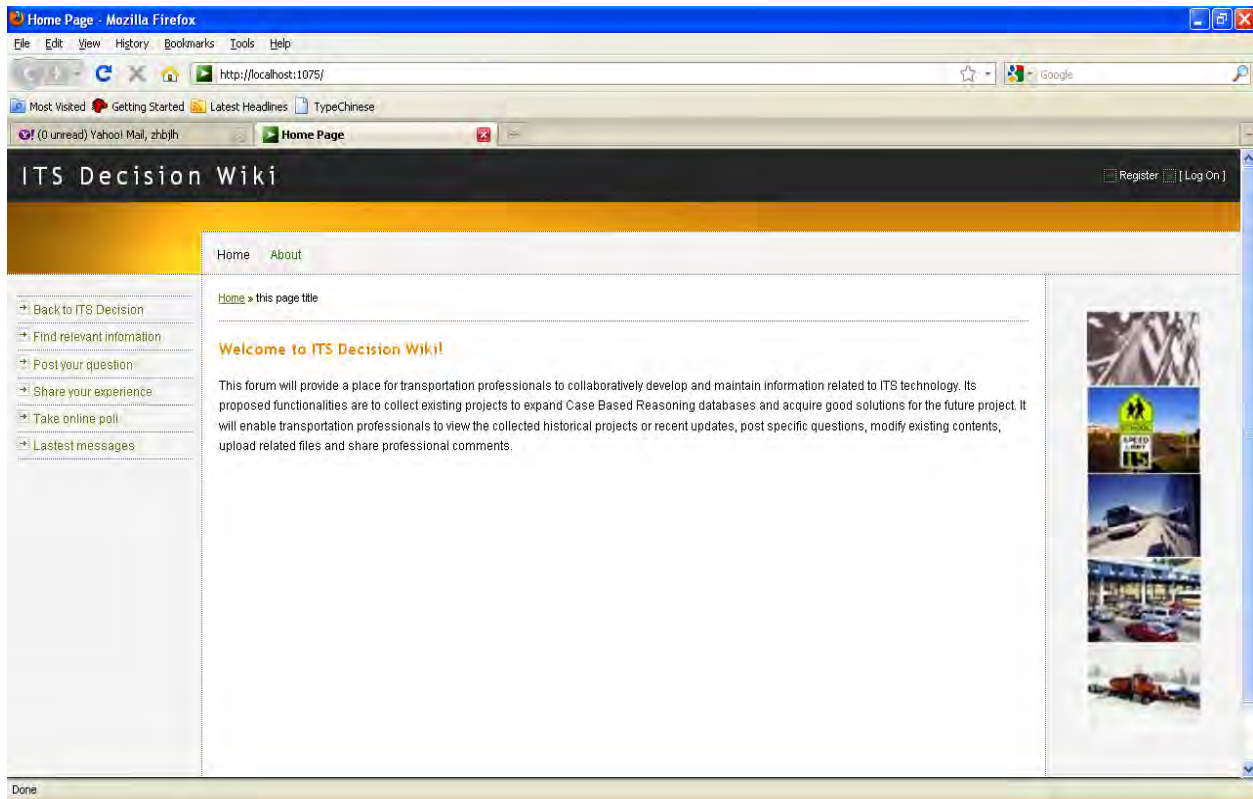 Home Page - Mozilla Firefox
File Edit View History Bookmarks Tools Help
http://localhost:1075/
Google
Most Visited Getting Started Latest Headlines TypeChinese
(0 unread) Yahoo! Mail, zhbjlh
Home Page
ITS Decision Wiki
Register [ Log On ]
Home About
Back to ITS Decision
Find relevant infomation
Post your question
Share your experience
Take online poll
Lastest messages
Home » this page title
Welcome to ITS Decision Wiki!
This forum will provide a place for transportation professionals to collaboratively develop and maintain information related to ITS technology. Its
proposed functionalities are to collect existing projects to expand Case Based Reasoning databases and acquire good solutions for the future project. It
will enable transportation professionals to view the collected historical projects or recent updates, post specific questions, modify existing contents,
upload related files and share professional comments.
SCHOOL
SPEED
LIMIT
Done